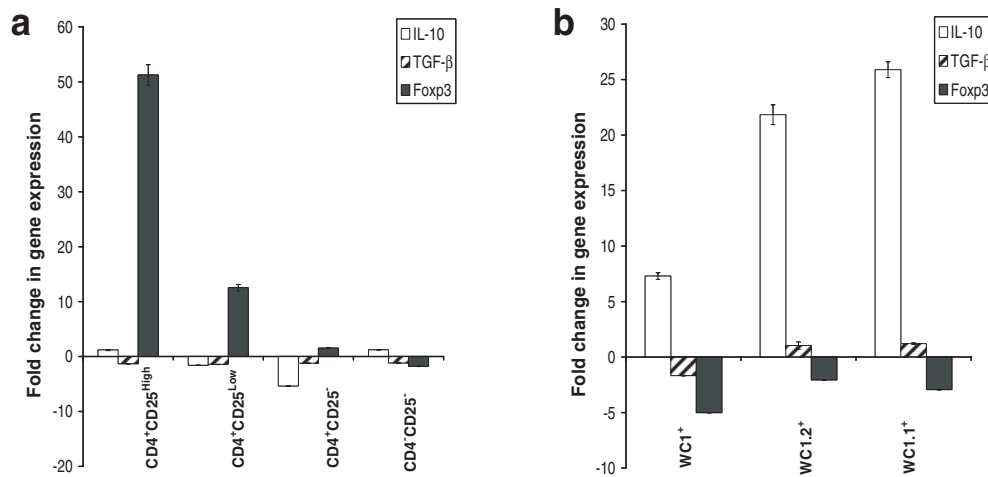 a
60
50
40
30
20
10
0
-10
-20
Fold change in gene expression
IL-10
TGF-β
Foxp3
CD4⁺CD25ᴴⁱᵍʰ
CD4⁺CD25ᴸᵒʷ
CD4⁺CD25⁻
CD4⁻CD25⁻
b
30
25
20
15
10
5
0
-5
-10
Fold change in gene expression
IL-10
TGF-β
Foxp3
WC1⁺
WC1.2⁺
WC1.1⁺